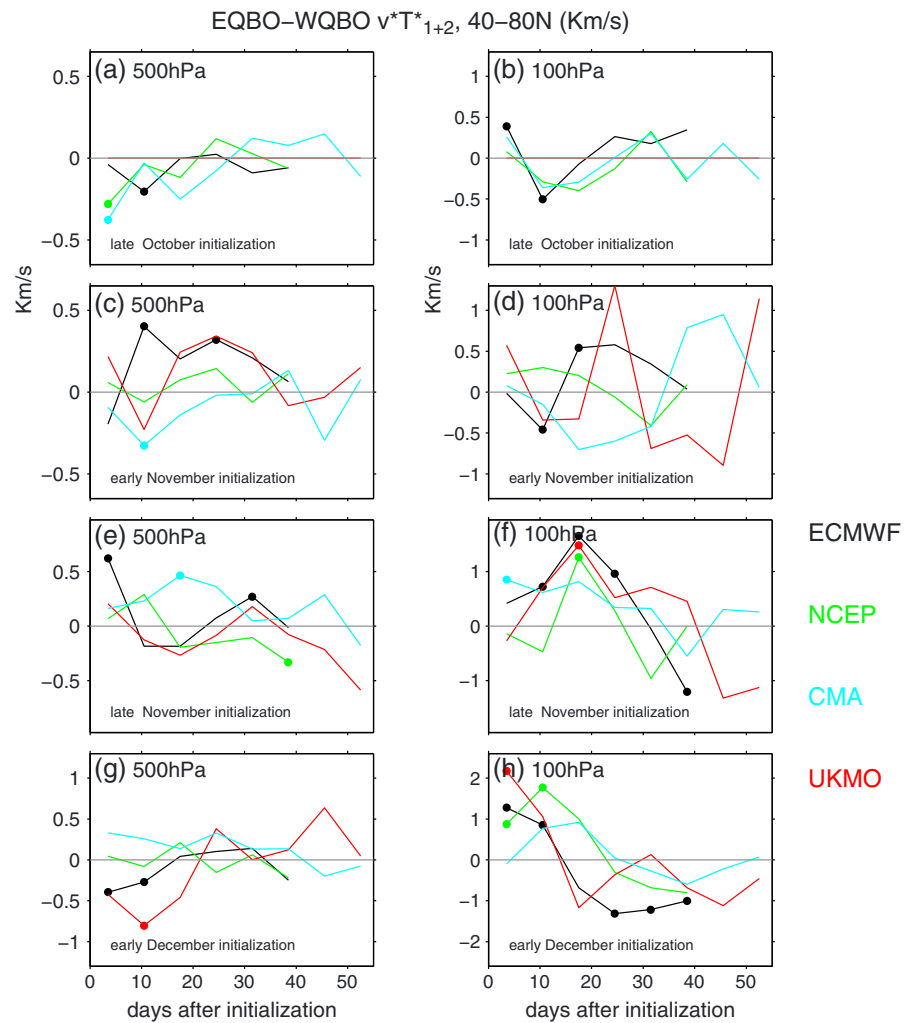 EQBO−WQBO v*T*1+2, 40−80N (Km/s)
(a) 500hPa
0.5
0
−0.5
late October initialization
Km/s
(b) 100hPa
1
0.5
0
−0.5
−1
late October initialization
Km/s
(c) 500hPa
0.5
0
−0.5
early November initialization
(d) 100hPa
1
0.5
0
−0.5
−1
early November initialization
(e) 500hPa
0.5
0
−0.5
late November initialization
(f) 100hPa
1
0
−1
late November initialization
ECMWF
NCEP
CMA
UKMO
(g) 500hPa
1
0.5
0
−0.5
−1
early December initialization
0 10 20 30 40 50
days after initialization
(h) 100hPa
2
1
0
−1
−2
early December initialization
0 10 20 30 40 50
days after initialization